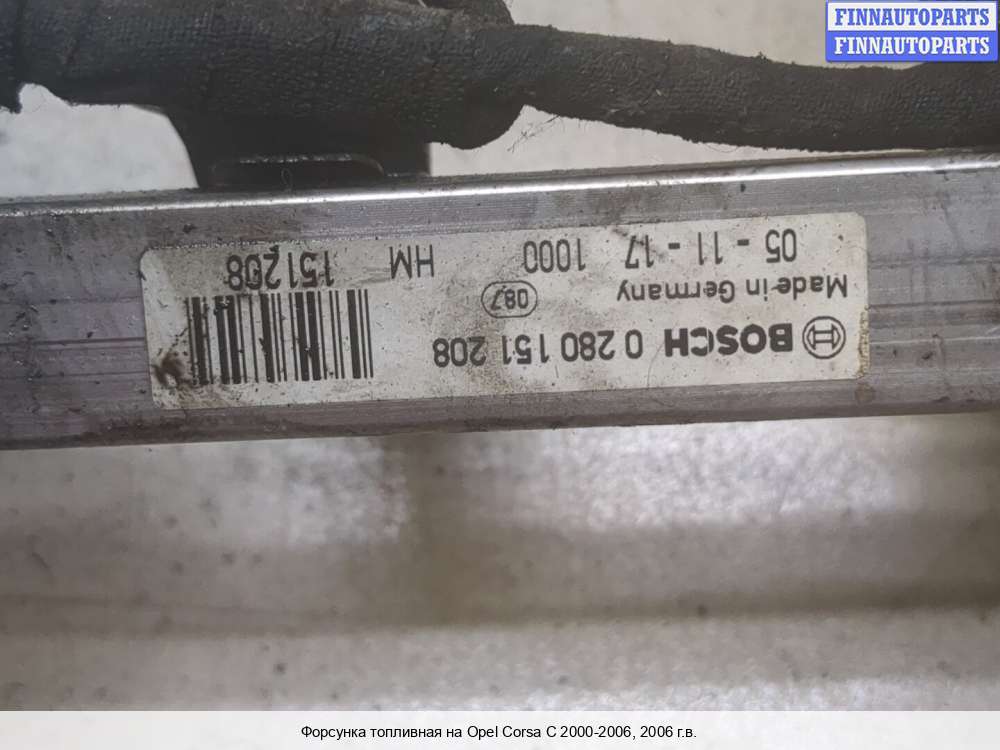 FINNAUTOPARTS
FINNAUTOPARTS
BOSCH 0 280 151 208
Made in Germany 087
05 - 11 - 17 1000 HM 151208
Форсунка топливная на Opel Corsa C 2000-2006, 2006 г.в.